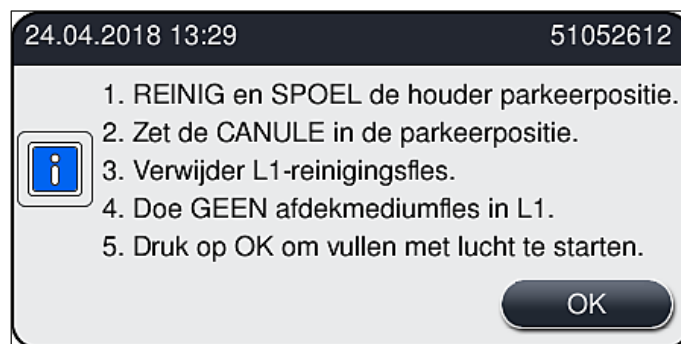 24.04.2018 13:29 51052612
1. REINIG en SPOEL de houder parkeerpositie.
2. Zet de CANULE in de parkeerpositie.
3. Verwijder L1-reinigingsfles.
4. Doe GEEN afdekmediumfles in L1.
5. Druk op OK om vullen met lucht te starten.
OK